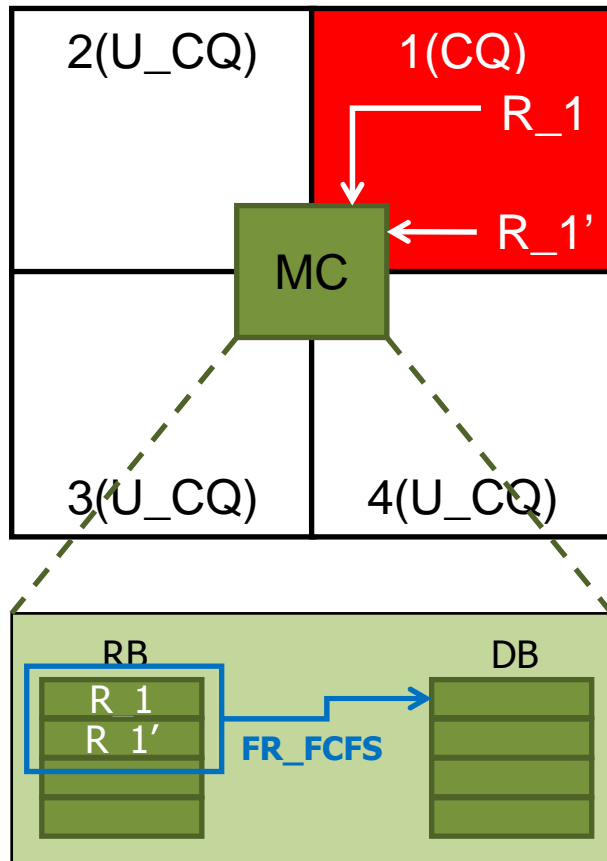 2(U_CQ)
1(CQ)
R_1
R_1’
MC
3(U_CQ)
4(U_CQ)
RB
DB
R_1
R_1’
FR_FCFS